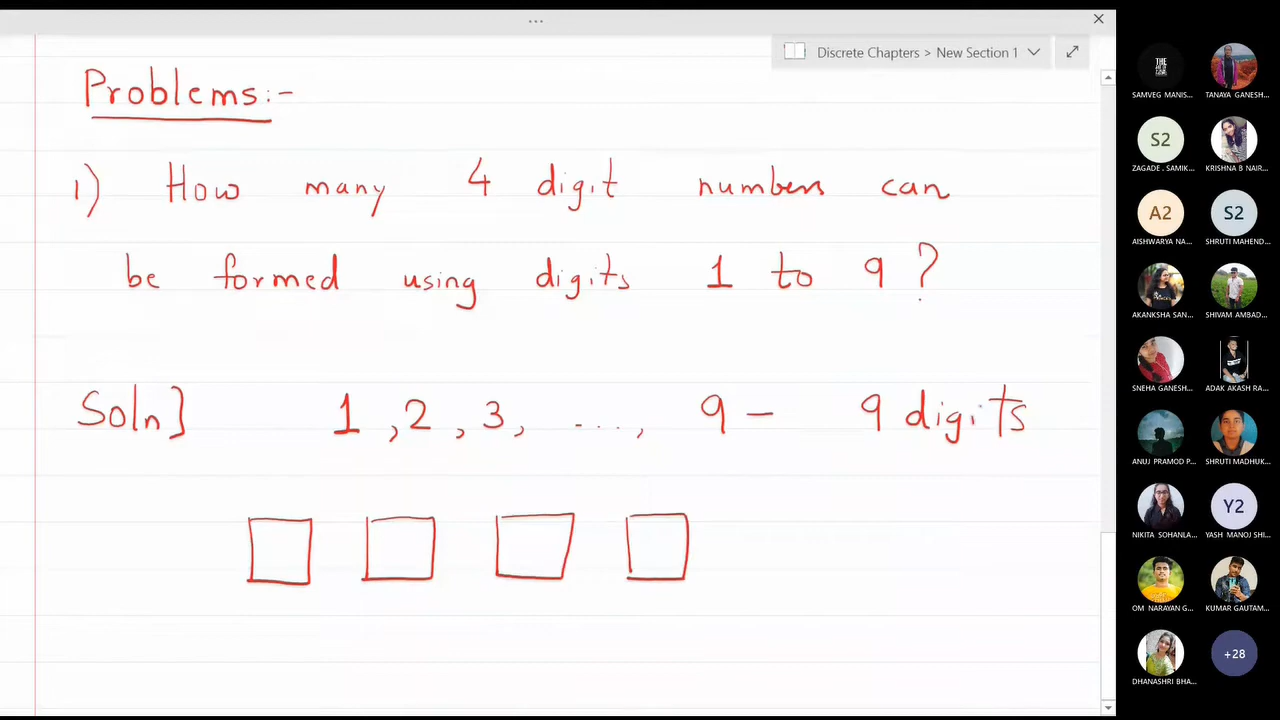 ...
Discrete Chapters > New Section 1
Problems:-
1) How many 4 digit numbers can
be formed using digits 1 to 9 ?
Soln] 1 , 2 , 3 , ..., 9 - 9 digits
SAMVEG MANIS...
TANAYA GANESH...
S2
ZAGADE . SAMIK...
KRISHNA B NAIR...
A2
S2
AISHWARYA NA...
SHRUTI MAHEND...
AKANKSHA SAN...
SHIVAM AMBAD...
SNEHA GANESH...
ADAK AKASH RA...
ANUJ PRAMOD P...
SHRUTI MADHUK...
Y2
NIKITA SOHANLA...
YASH MANOJ SHI...
OM NARAYAN G...
KUMAR GAUTAM...
+28
DHANASHRI BHA...